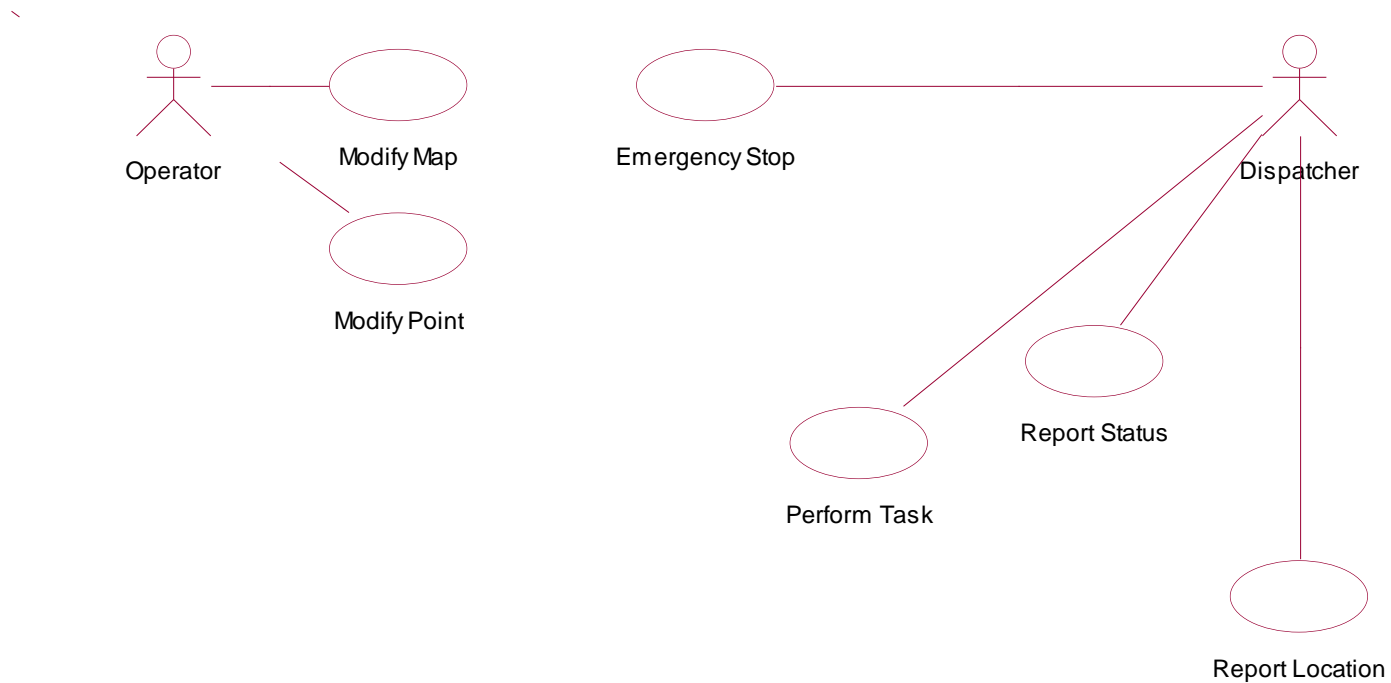 Operator
Modify Map
Emergency Stop
Dispatcher
Modify Point
Report Status
Perform Task
Report Location